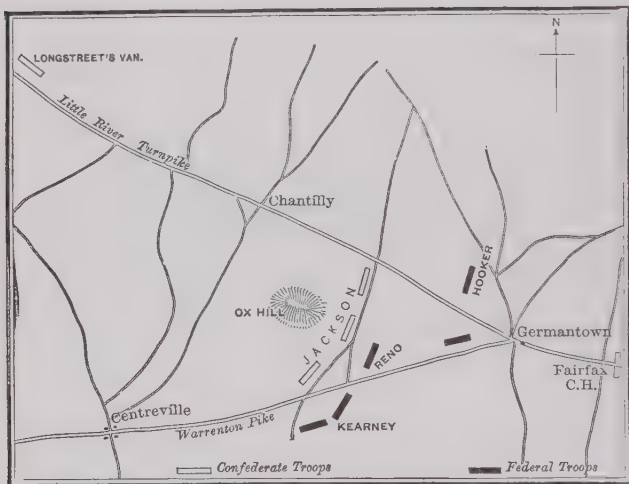 N
LONGSTREET'S VAN.
Little River Turnpike
Chantilly
HOOKER
OX HILL
JACKSON
Germantown
RENO
Fairfax
C.H.
Centreville
Warrenton Pike
KEARNEY
Confederate Troops
Federal Troops